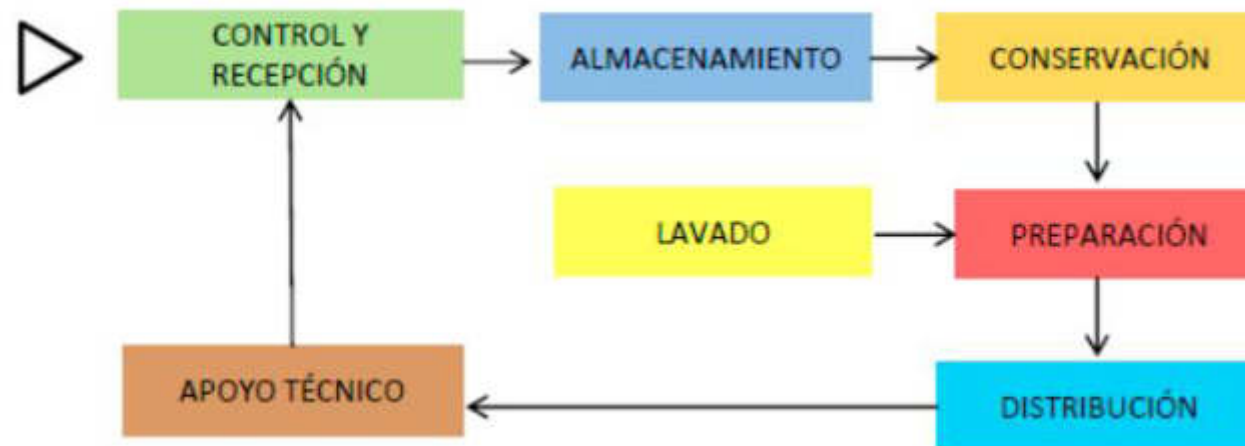 CONTROL Y
RECEPCIÓN
ALMACENAMIENTO
CONSERVACIÓN
LAVADO
PREPARACIÓN
APOYO TÉCNICO
DISTRIBUCIÓN